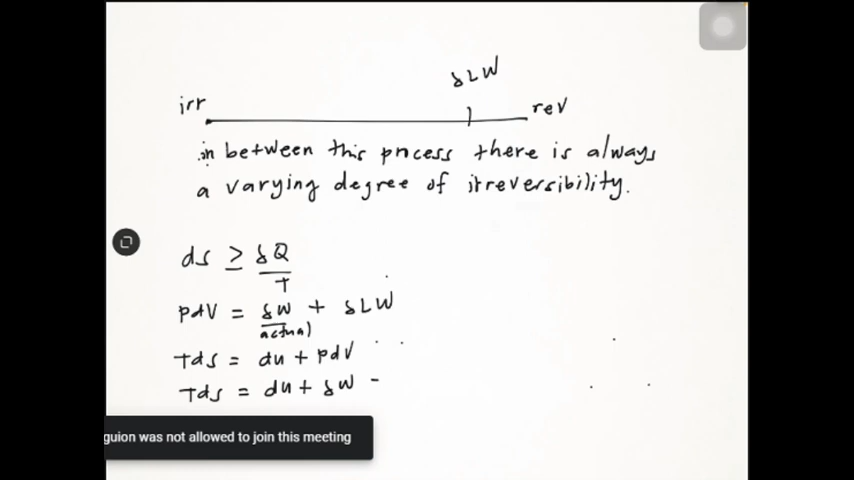 δLW
irr rev
in between this process there is always
a varying degree of irreversibility.
ds ≥ δQ
T
pdV = δW + δLW
actual
Tds = du + pdV
Tds = du + δW -
guion was not allowed to join this meeting